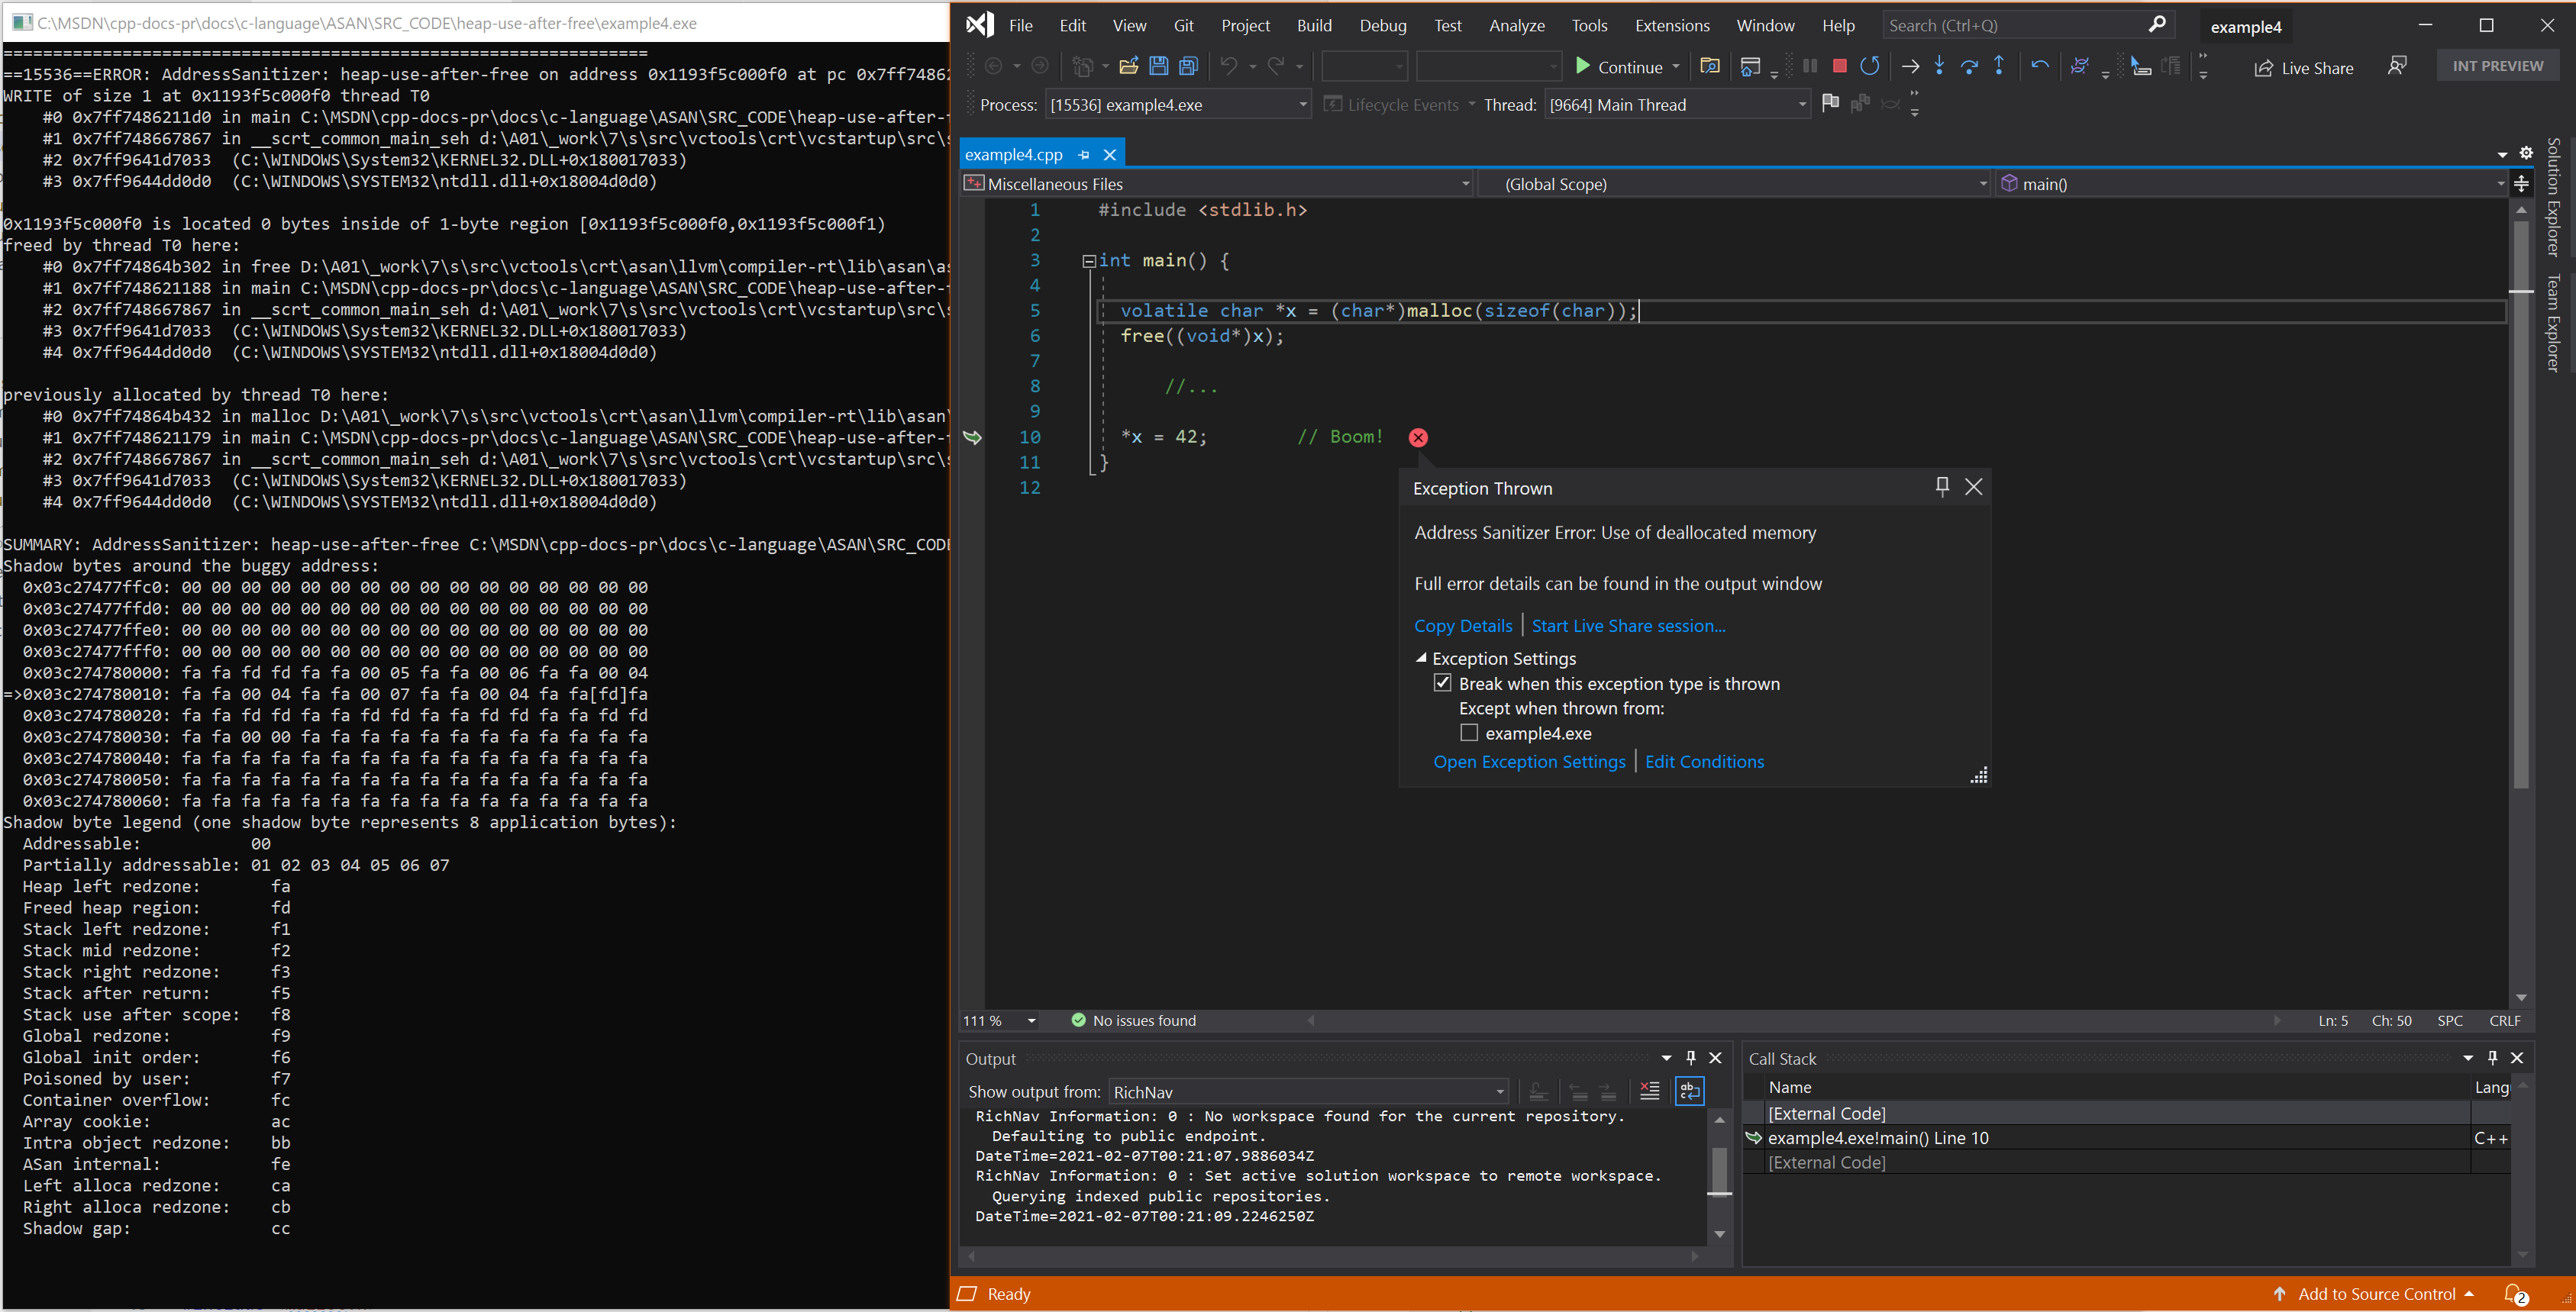 C:\MSDN\cpp-docs-pr\docs\c-language\ASAN\SRC_CODE\heap-use-after-free\example4.exe
=================================================================
==15536==ERROR: AddressSanitizer: heap-use-after-free on address 0x1193f5c000f0 at pc 0x7ff74862
WRITE of size 1 at 0x1193f5c000f0 thread T0
#0 0x7ff7486211d0 in main C:\MSDN\cpp-docs-pr\docs\c-language\ASAN\SRC_CODE\heap-use-after-
#1 0x7ff748667867 in __scrt_common_main_seh d:\A01\_work\7\s\src\vctools\crt\vcstartup\src\
#2 0x7ff9641d7033 (C:\WINDOWS\System32\KERNEL32.DLL+0x180017033)
#3 0x7ff9644dd0d0 (C:\WINDOWS\SYSTEM32\ntdll.dll+0x18004d0d0)
0x1193f5c000f0 is located 0 bytes inside of 1-byte region [0x1193f5c000f0,0x1193f5c000f1)
freed by thread T0 here:
#0 0x7ff74864b302 in free D:\A01\_work\7\s\src\vctools\crt\asan\llvm\compiler-rt\lib\asan\as
#1 0x7ff748621188 in main C:\MSDN\cpp-docs-pr\docs\c-language\ASAN\SRC_CODE\heap-use-after-
#2 0x7ff748667867 in __scrt_common_main_seh d:\A01\_work\7\s\src\vctools\crt\vcstartup\src\
#3 0x7ff9641d7033 (C:\WINDOWS\System32\KERNEL32.DLL+0x180017033)
#4 0x7ff9644dd0d0 (C:\WINDOWS\SYSTEM32\ntdll.dll+0x18004d0d0)
previously allocated by thread T0 here:
#0 0x7ff74864b432 in malloc D:\A01\_work\7\s\src\vctools\crt\asan\llvm\compiler-rt\lib\asan\
#1 0x7ff748621179 in main C:\MSDN\cpp-docs-pr\docs\c-language\ASAN\SRC_CODE\heap-use-after-
#2 0x7ff748667867 in __scrt_common_main_seh d:\A01\_work\7\s\src\vctools\crt\vcstartup\src\
#3 0x7ff9641d7033 (C:\WINDOWS\System32\KERNEL32.DLL+0x180017033)
#4 0x7ff9644dd0d0 (C:\WINDOWS\SYSTEM32\ntdll.dll+0x18004d0d0)
SUMMARY: AddressSanitizer: heap-use-after-free C:\MSDN\cpp-docs-pr\docs\c-language\ASAN\SRC_CODE
Shadow bytes around the buggy address:
0x03c27477ffc0: 00 00 00 00 00 00 00 00 00 00 00 00 00 00 00 00
0x03c27477ffd0: 00 00 00 00 00 00 00 00 00 00 00 00 00 00 00 00
0x03c27477ffe0: 00 00 00 00 00 00 00 00 00 00 00 00 00 00 00 00
0x03c27477fff0: 00 00 00 00 00 00 00 00 00 00 00 00 00 00 00 00
0x03c274780000: fa fa fd fd fa fa 00 05 fa fa 00 06 fa fa 00 04
=>0x03c274780010: fa fa 00 04 fa fa 00 07 fa fa 00 04 fa fa[fd]fa
0x03c274780020: fa fa fd fd fa fa fd fd fa fa fd fd fa fa fd fd
0x03c274780030: fa fa 00 00 fa fa fa fa fa fa fa fa fa fa fa fa
0x03c274780040: fa fa fa fa fa fa fa fa fa fa fa fa fa fa fa fa
0x03c274780050: fa fa fa fa fa fa fa fa fa fa fa fa fa fa fa fa
0x03c274780060: fa fa fa fa fa fa fa fa fa fa fa fa fa fa fa fa
Shadow byte legend (one shadow byte represents 8 application bytes):
Addressable: 00
Partially addressable: 01 02 03 04 05 06 07
Heap left redzone: fa
Freed heap region: fd
Stack left redzone: f1
Stack mid redzone: f2
Stack right redzone: f3
Stack after return: f5
Stack use after scope: f8
Global redzone: f9
Global init order: f6
Poisoned by user: f7
Container overflow: fc
Array cookie: ac
Intra object redzone: bb
ASan internal: fe
Left alloca redzone: ca
Right alloca redzone: cb
Shadow gap: cc
File Edit View Git Project Build Debug Test Analyze Tools Extensions Window Help Search (Ctrl+Q) example4
Continue Live Share INT PREVIEW
Process: [15536] example4.exe Lifecycle Events Thread: [9664] Main Thread
example4.cpp
Miscellaneous Files (Global Scope) main()
1 #include <stdlib.h>
2
3 int main() {
4
5 volatile char *x = (char*)malloc(sizeof(char));
6 free((void*)x);
7
8 //...
9
10 *x = 42; // Boom!
11 }
12
Exception Thrown
Address Sanitizer Error: Use of deallocated memory
Full error details can be found in the output window
Copy Details | Start Live Share session...
Exception Settings
Break when this exception type is thrown
Except when thrown from:
example4.exe
Open Exception Settings | Edit Conditions
Solution Explorer
Team Explorer
111 % No issues found Ln: 5 Ch: 50 SPC CRLF
Output
Show output from: RichNav
RichNav Information: 0 : No workspace found for the current repository.
Defaulting to public endpoint.
DateTime=2021-02-07T00:21:07.9886034Z
RichNav Information: 0 : Set active solution workspace to remote workspace.
Querying indexed public repositories.
DateTime=2021-02-07T00:21:09.2246250Z
Call Stack
Name Lang
[External Code]
example4.exe!main() Line 10 C++
[External Code]
Ready Add to Source Control 2